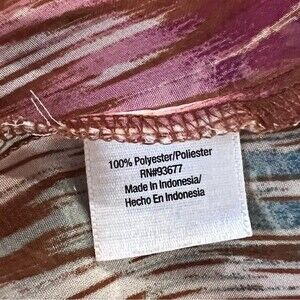 100% Polyester/Poliester
RN#93677
Made In Indonesia/
Hecho En Indonesia